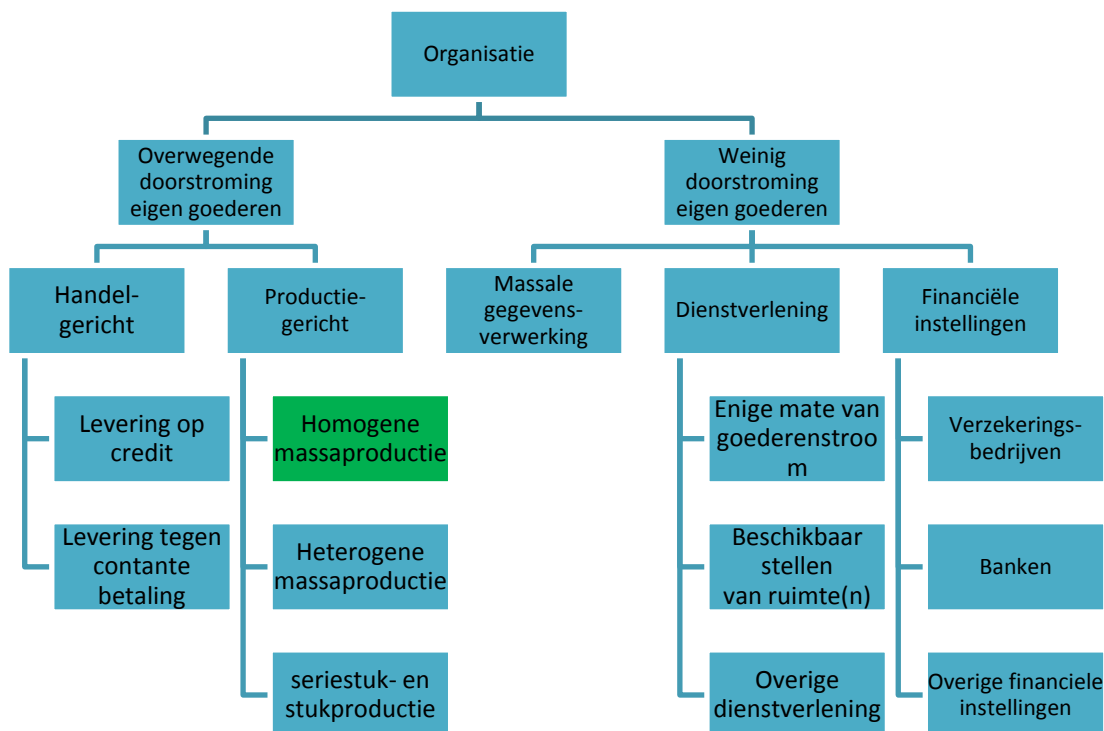 Organisatie
Overwegende
doorstroming
eigen goederen
Weinig
doorstroming
eigen goederen
Handel-
gericht
Productie-
gericht
Massale
gegevens-
verwerking
Dienstverlening
Financiële
instellingen
Levering op
credit
Homogene
massaproductie
Enige mate van
goederenstroo
m
Verzekerings-
bedrijven
Levering tegen
contante
betaling
Heterogene
massaproductie
Beschikbaar
stellen
van ruimte(n)
Banken
seriestuk- en
stukproductie
Overige
dienstverlening
Overige financiele
instellingen